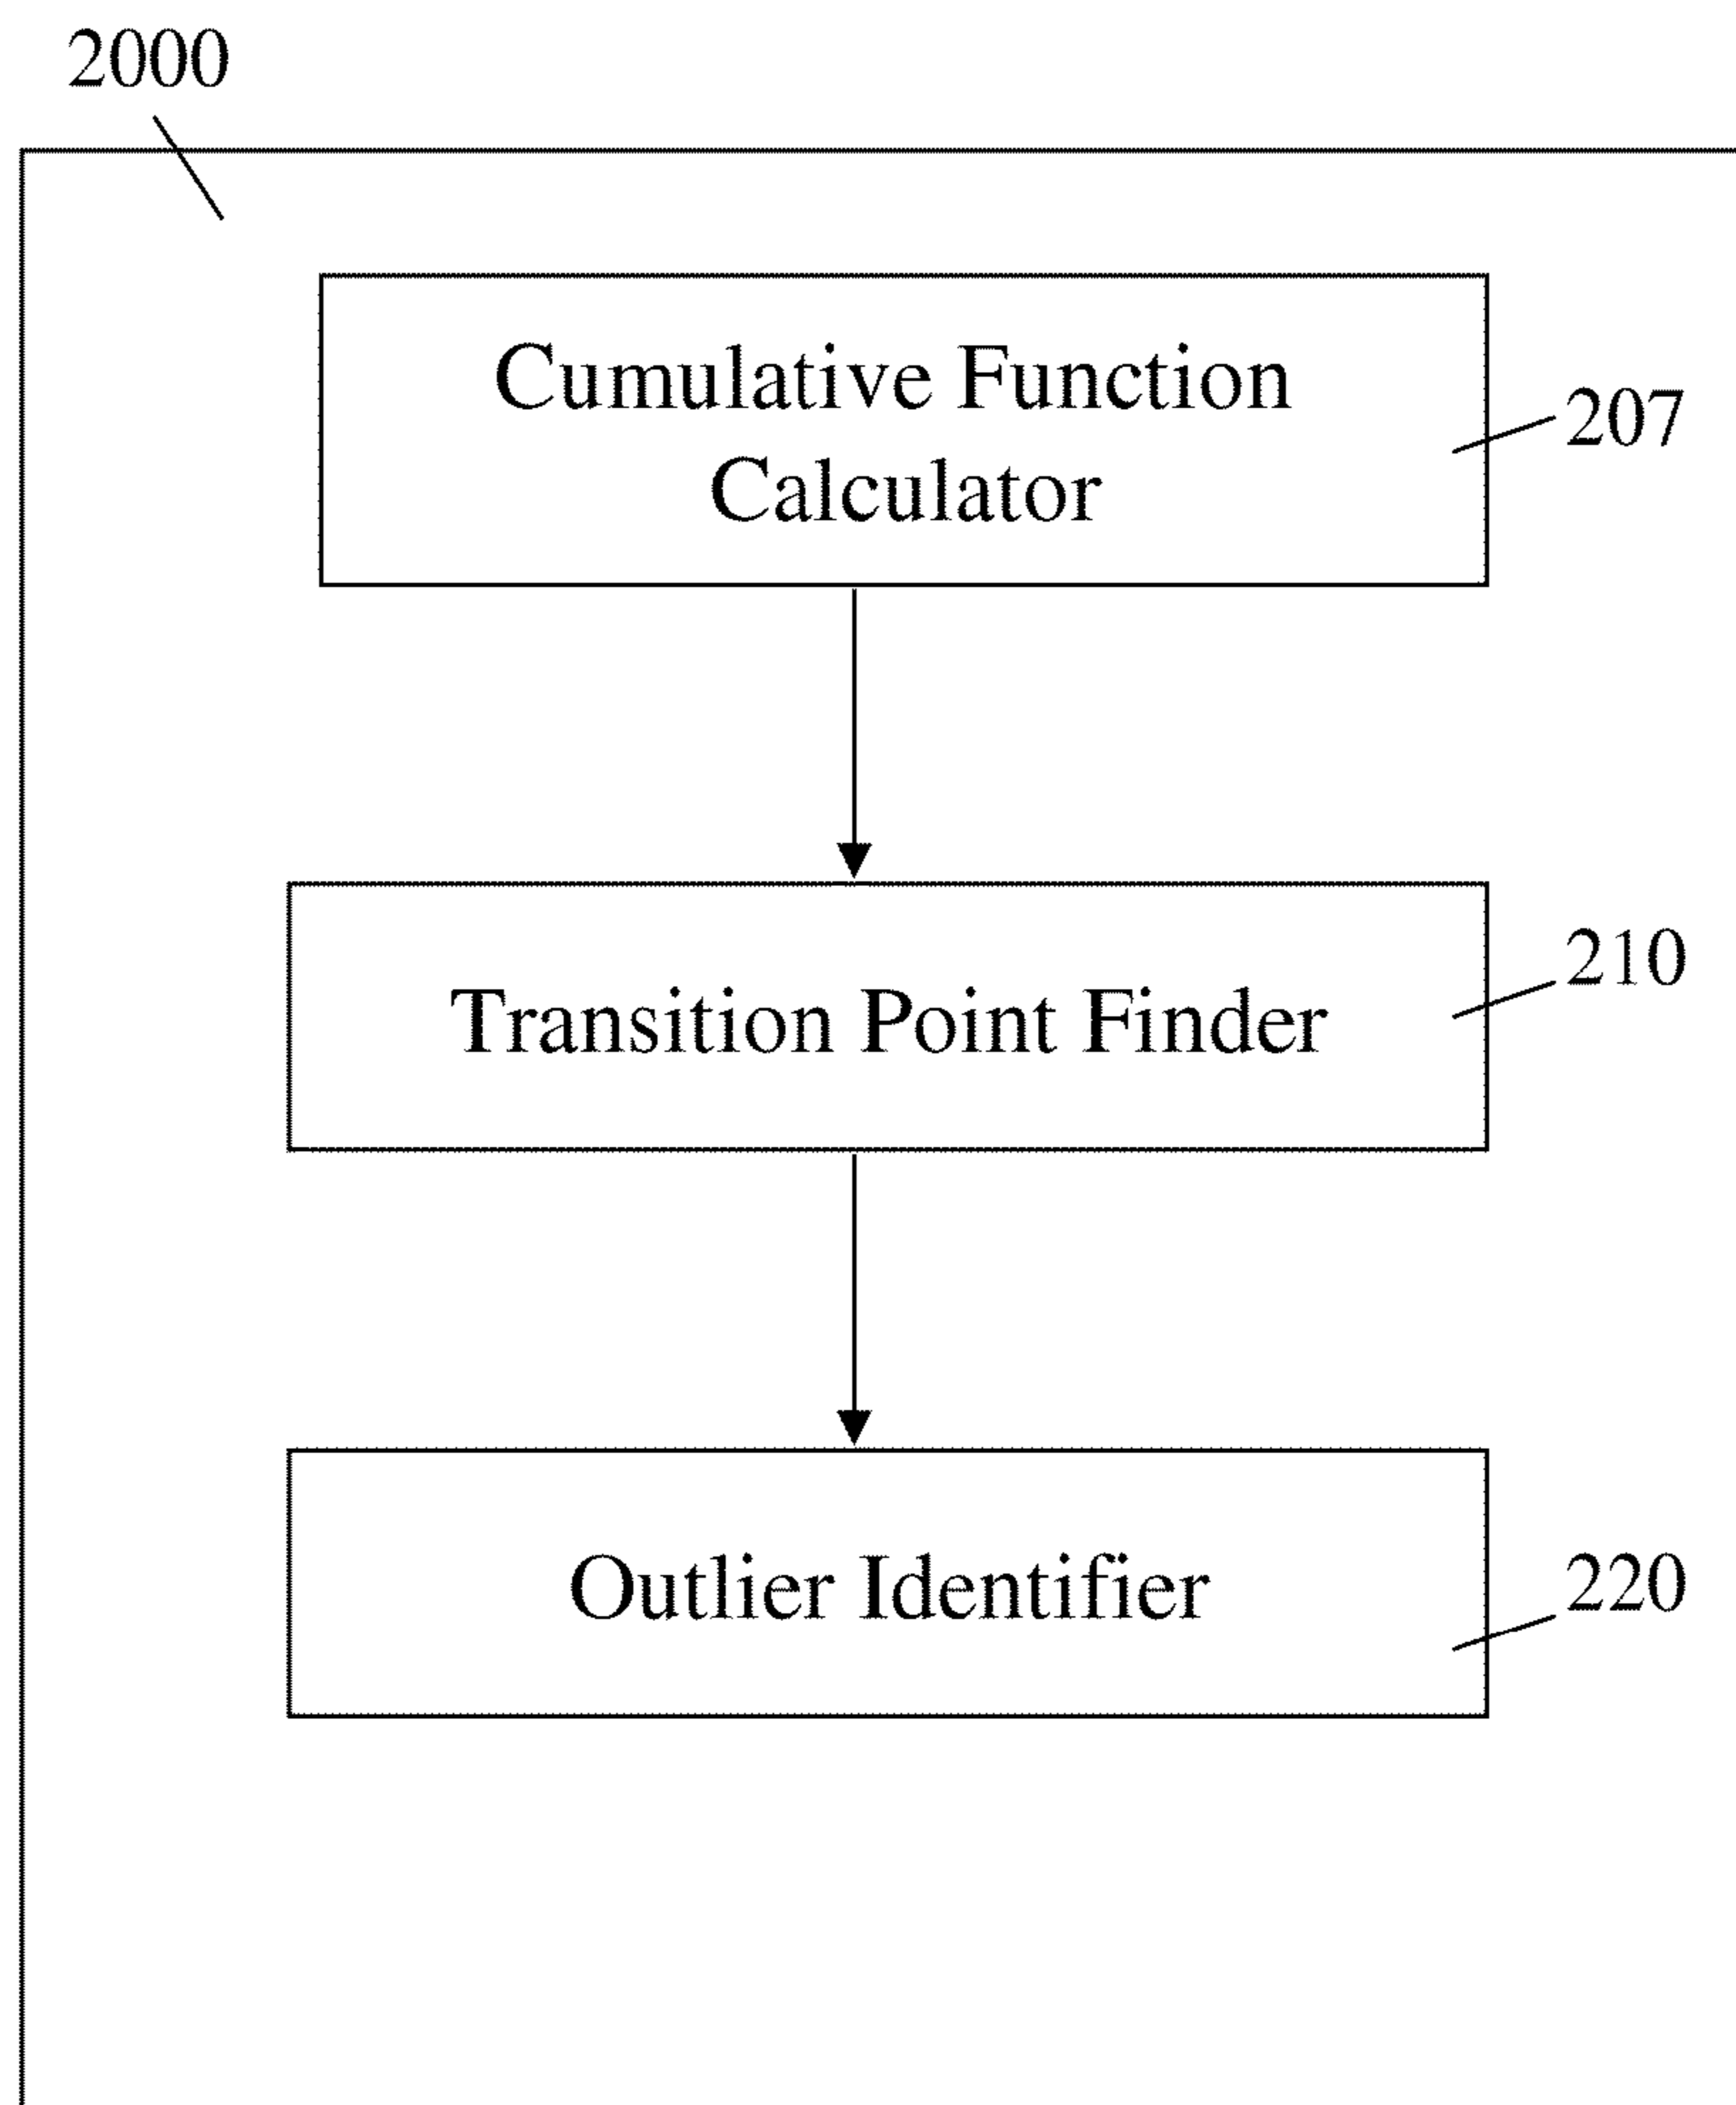 2000
Cumulative Function
Calculator
207
Transition Point Finder
210
Outlier Identifier
220